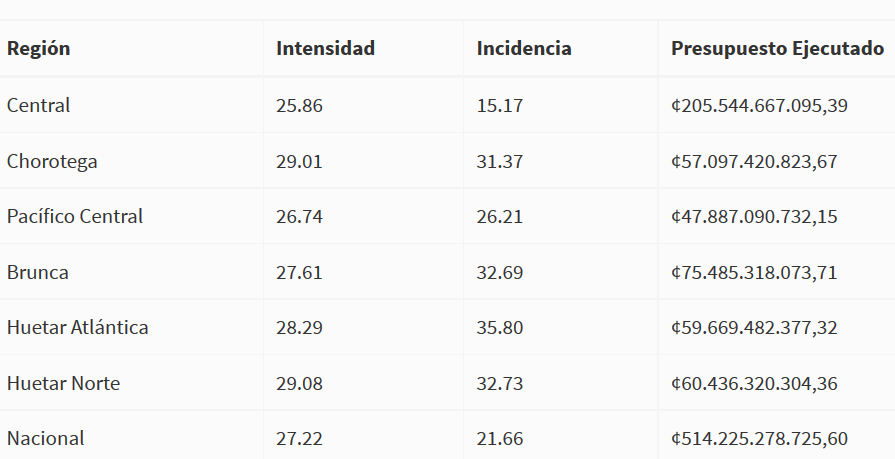 Región Intensidad Incidencia Presupuesto Ejecutado
Central 25.86 15.17 ¢205.544.667.095,39
Chorotega 29.01 31.37 ¢57.097.420.823,67
Pacífico Central 26.74 26.21 ¢47.887.090.732,15
Brunca 27.61 32.69 ¢75.485.318.073,71
Huetar Atlántica 28.29 35.80 ¢59.669.482.377,32
Huetar Norte 29.08 32.73 ¢60.436.320.304,36
Nacional 27.22 21.66 ¢514.225.278.725,60